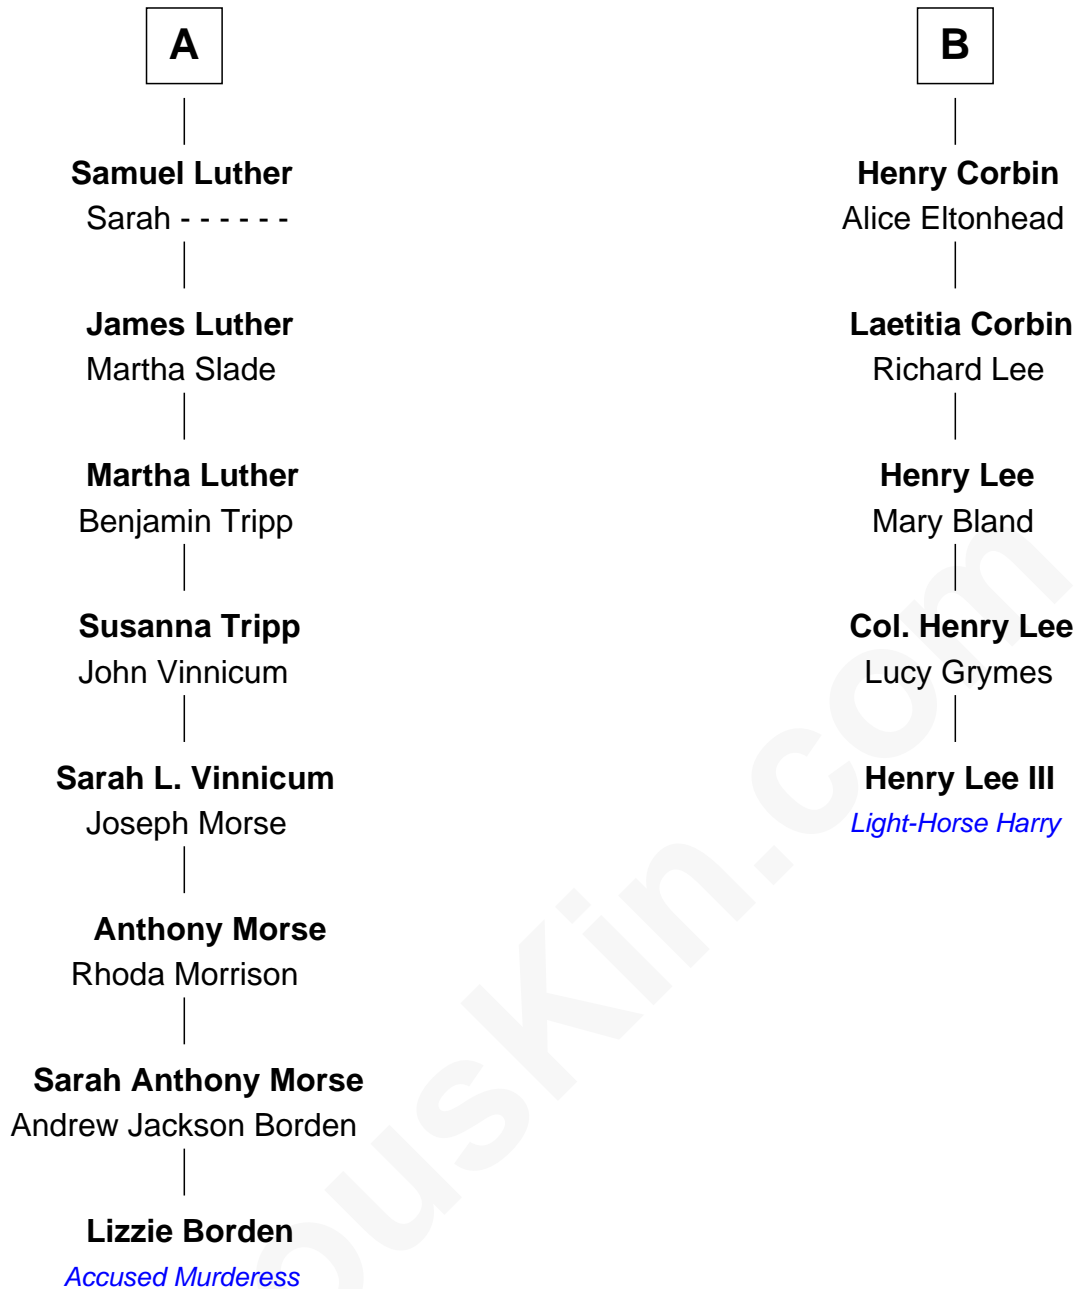 A
Samuel Luther
Sarah - - - - - -
James Luther
Martha Slade
Martha Luther
Benjamin Tripp
Susanna Tripp
John Vinnicum
Sarah L. Vinnicum
Joseph Morse
Anthony Morse
Rhoda Morrison
Sarah Anthony Morse
Andrew Jackson Borden
Lizzie Borden
Accused Murderess
B
Henry Corbin
Alice Eltonhead
Laetitia Corbin
Richard Lee
Henry Lee
Mary Bland
Col. Henry Lee
Lucy Grymes
Henry Lee III
Light-Horse Harry
ousKin.com